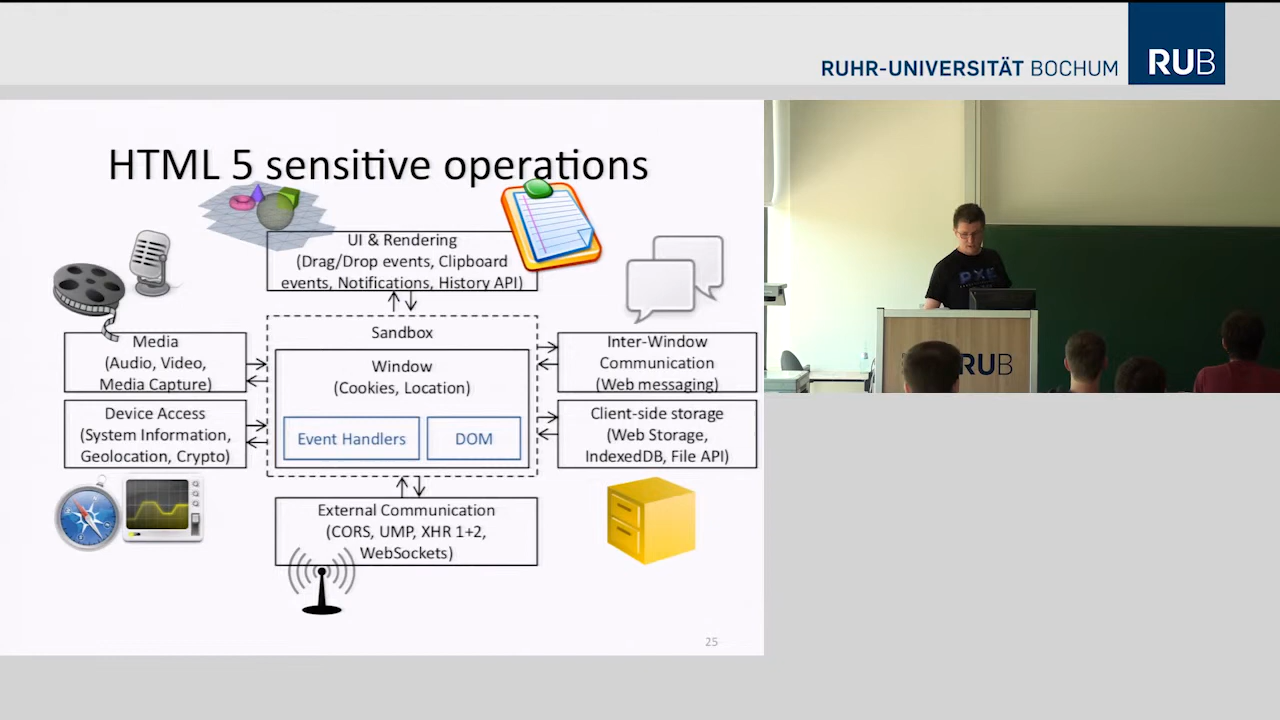 RUHR-UNIVERSITÄT BOCHUM
RUB
HTML 5 sensitive operations
UI & Rendering
(Drag/Drop events, Clipboard
events, Notifications, History API)
Media
(Audio, Video,
Media Capture)
Device Access
(System Information,
Geolocation, Crypto)
Sandbox
Window
(Cookies, Location)
Event Handlers
DOM
Inter-Window
Communication
(Web messaging)
Client-side storage
(Web Storage,
IndexedDB, File API)
External Communication
(CORS, UMP, XHR 1+2,
WebSockets)
25
RUB